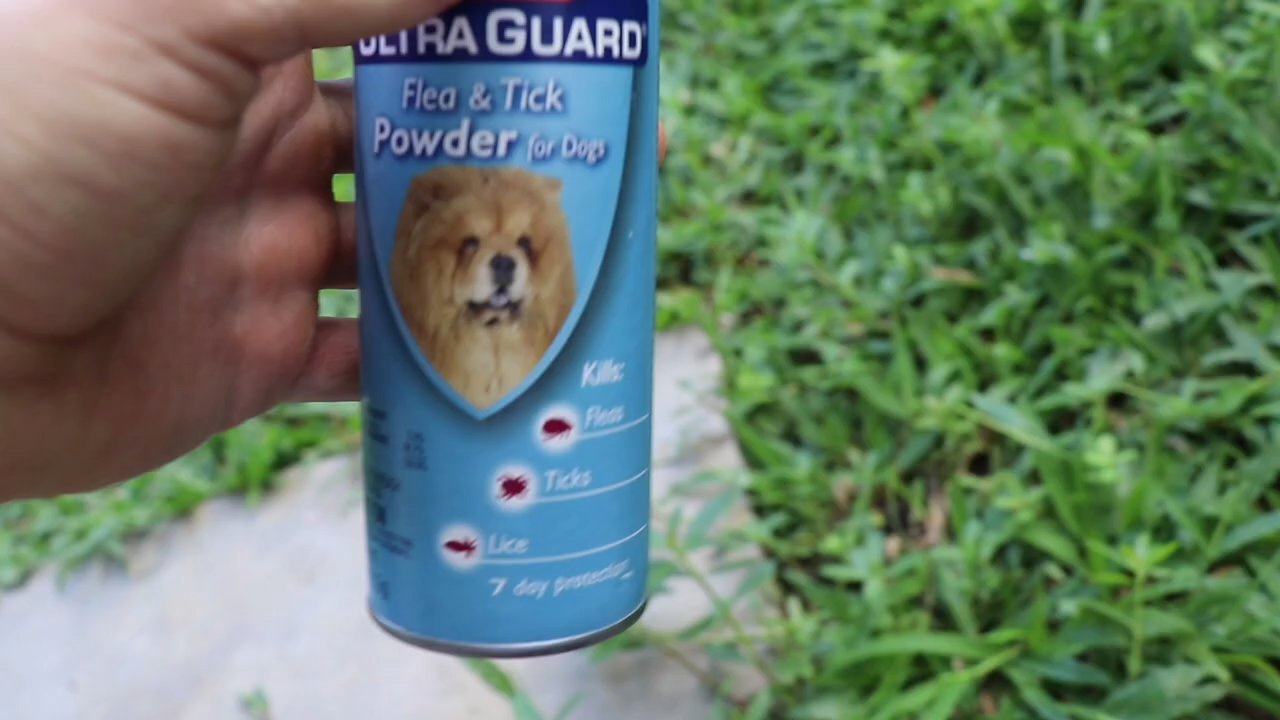 ULTRA GUARD
Flea & Tick
Powder for Dogs
Kills:
Fleas
Ticks
Lice
7 day protection